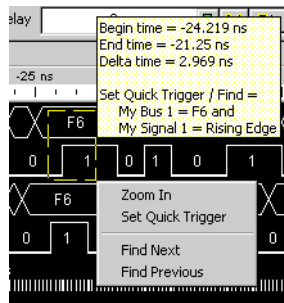 elay
Begin time = -24.219 ns
End time = -21.25 ns
Delta time = 2.969 ns
Set Quick Trigger / Find =
My Bus 1 = F6 and
My Signal 1 = Rising Edge
-25 ns
F6
0 1 0 1 0 1
F6
Zoom In
Set Quick Trigger
0 1 0
Find Next
Find Previous